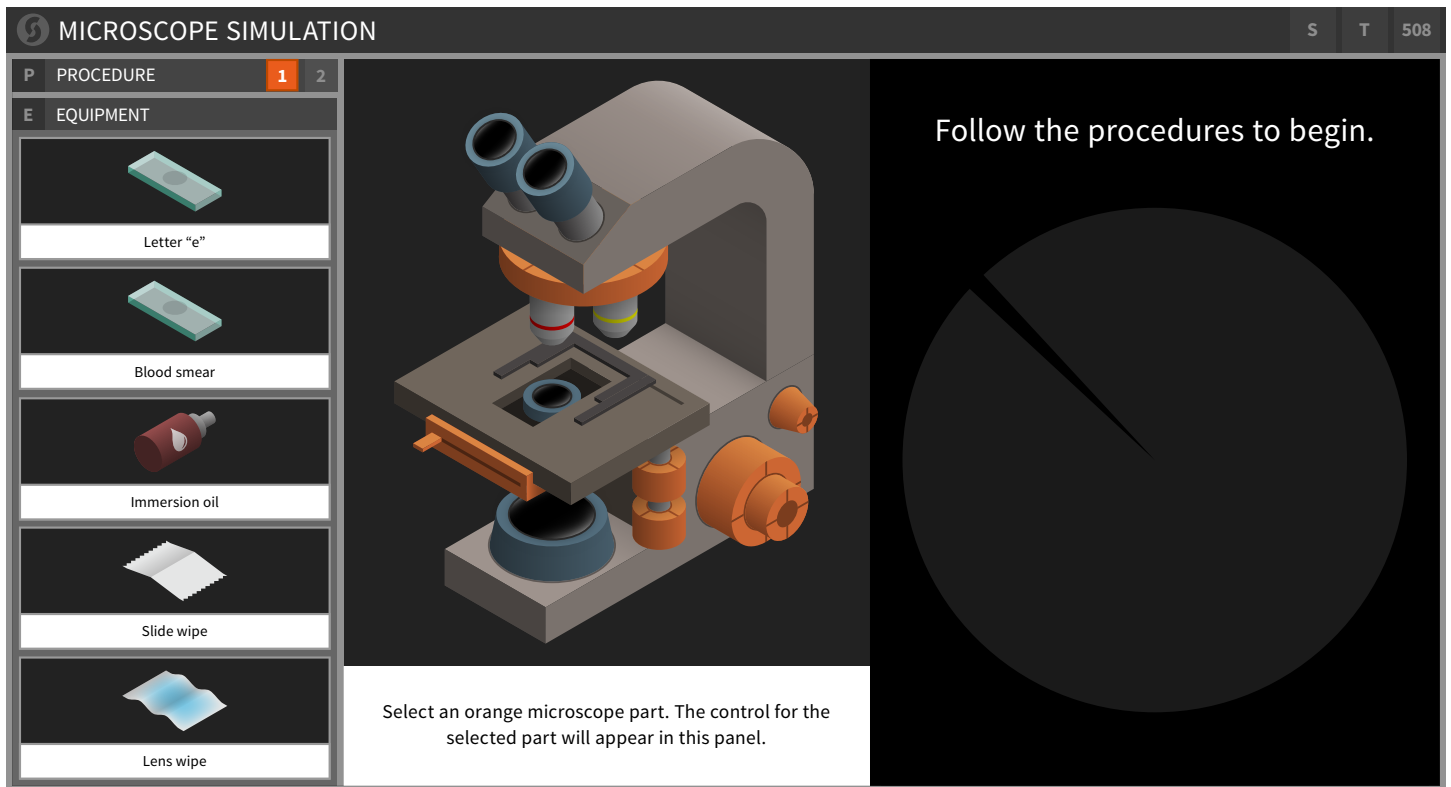 MICROSCOPE SIMULATION
S T 508
P PROCEDURE 1 2
E EQUIPMENT
Letter “e”
Blood smear
Immersion oil
Slide wipe
Lens wipe
Select an orange microscope part. The control for the
selected part will appear in this panel.
Follow the procedures to begin.